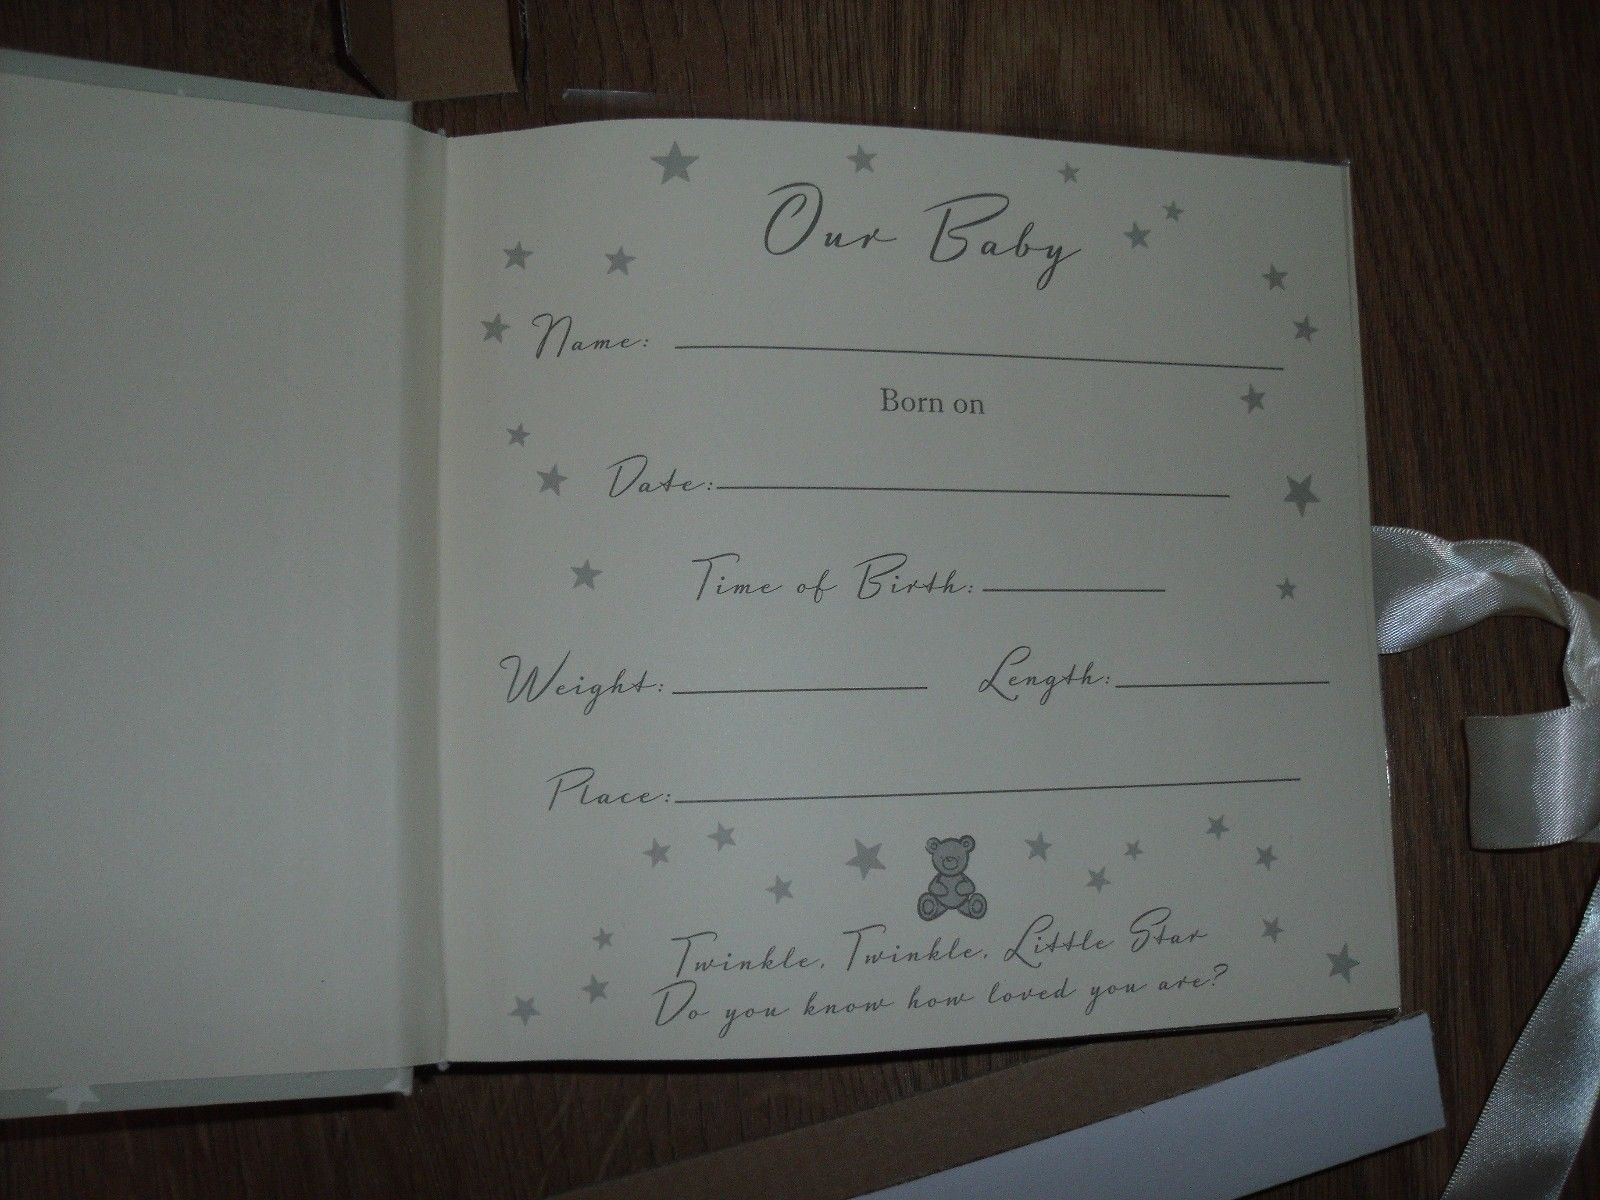 Our Baby
Name:
Born on
Date:
Time of Birth:
Weight: Length:
Place:
Twinkle, Twinkle, Little Star
Do you know how loved you are?